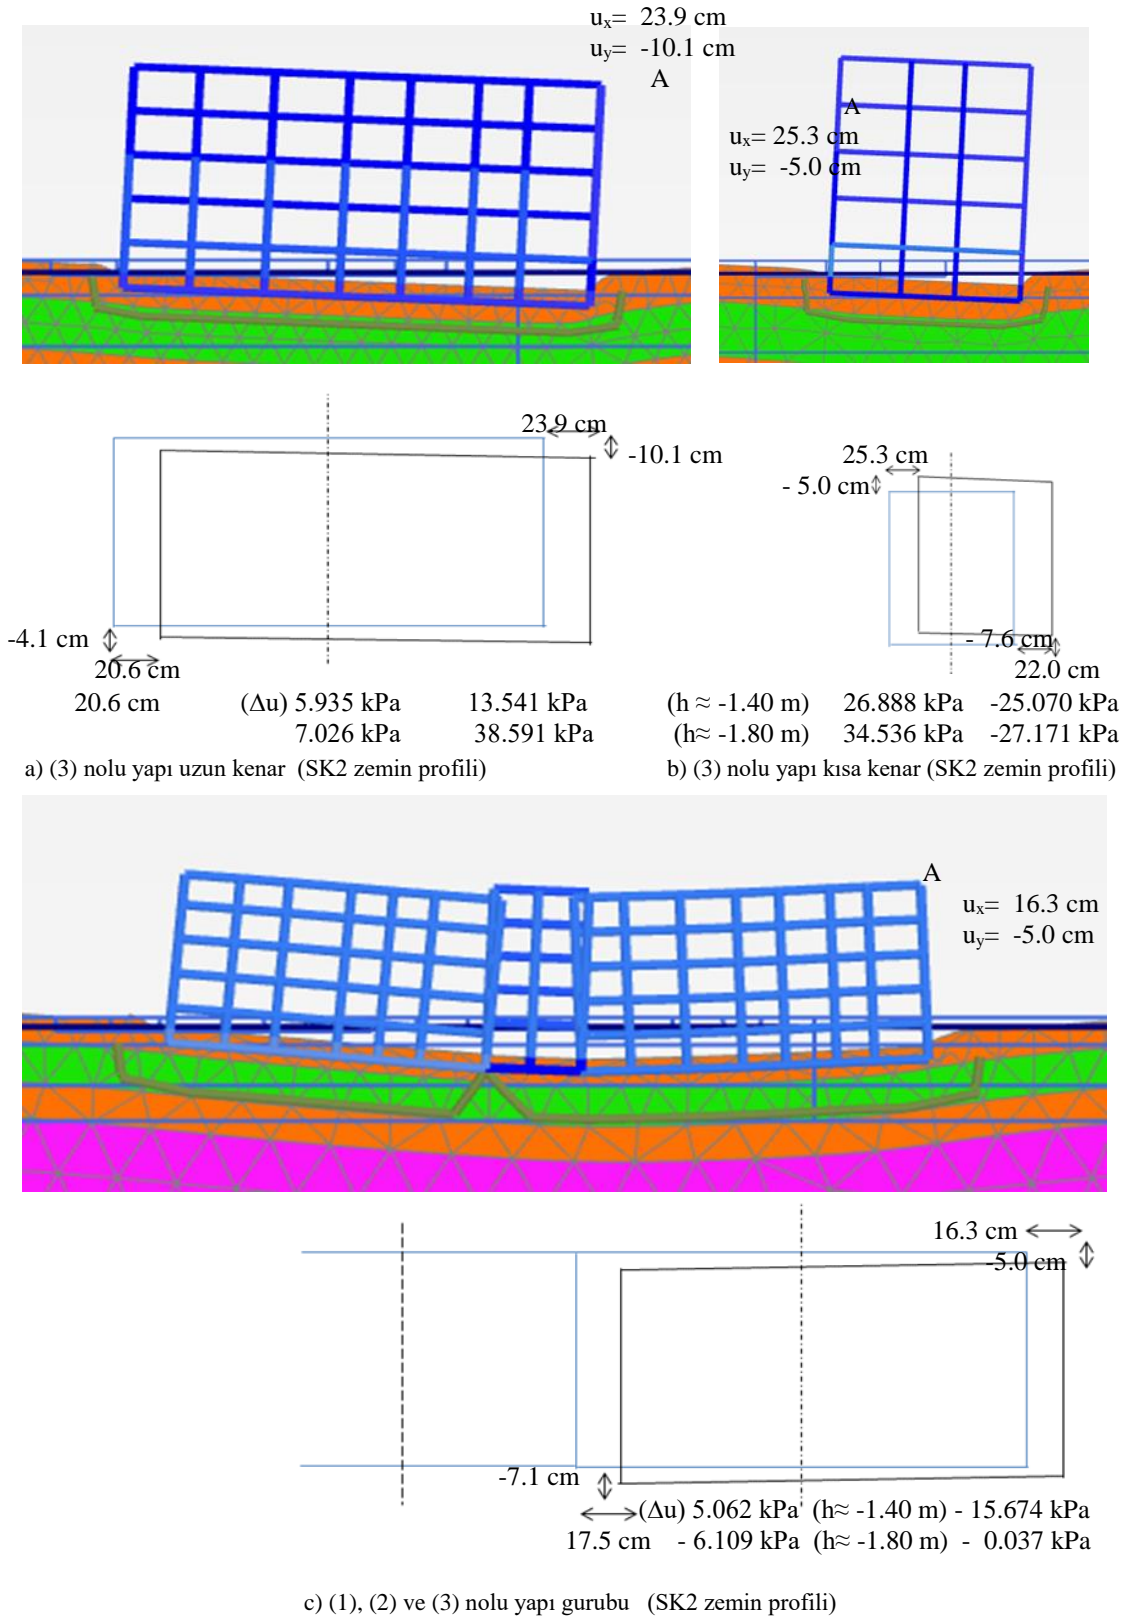 uₓ= 23.9 cm
uᵧ= -10.1 cm
A
A
uₓ= 25.3 cm
uᵧ= -5.0 cm
23.9 cm
-10.1 cm
25.3 cm
- 5.0 cm
-4.1 cm
20.6 cm
- 7.6 cm
22.0 cm
20.6 cm (Δu) 5.935 kPa 13.541 kPa
7.026 kPa 38.591 kPa
(h ≈ -1.40 m) 26.888 kPa -25.070 kPa
(h≈ -1.80 m) 34.536 kPa -27.171 kPa
a) (3) nolu yapı uzun kenar (SK2 zemin profili)
b) (3) nolu yapı kısa kenar (SK2 zemin profili)
A
uₓ= 16.3 cm
uᵧ= -5.0 cm
16.3 cm
-5.0 cm
-7.1 cm
(Δu) 5.062 kPa (h≈ -1.40 m) - 15.674 kPa
17.5 cm - 6.109 kPa (h≈ -1.80 m) - 0.037 kPa
c) (1), (2) ve (3) nolu yapı gurubu (SK2 zemin profili)